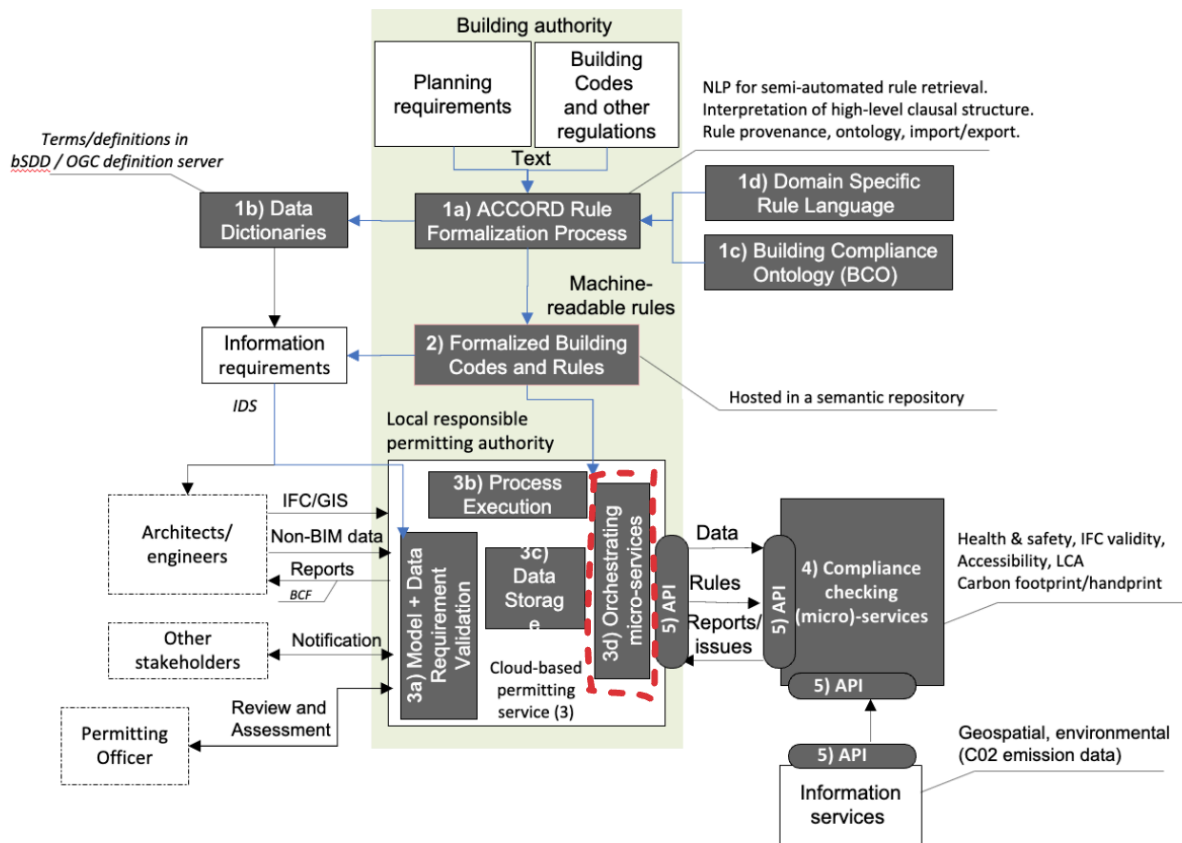 Building authority
Planning
requirements
Building
Codes
and other
regulations
NLP for semi-automated rule retrieval.
Interpretation of high-level clausal structure.
Rule provenance, ontology, import/export.
Terms/definitions in
bSDD / OGC definition server
Text
1b) Data
Dictionaries
1a) ACCORD Rule
Formalization Process
1d) Domain Specific
Rule Language
1c) Building Compliance
Ontology (BCO)
Machine-
readable rules
Information
requirements
2) Formalized Building
Codes and Rules
IDS
Hosted in a semantic repository
Local responsible
permitting authority
3b) Process
Execution
Architects/
engineers
IFC/GIS
Non-BIM data
Reports
BCF
3a) Model + Data
Requirement
Validation
3c)
Data
Storag
e
3d) Orchestrating
micro-services
5) API
Data
Rules
Reports/
issues
5) API
4) Compliance
checking
(micro)-services
Health & safety, IFC validity,
Accessibility, LCA
Carbon footprint/handprint
Other
stakeholders
Notification
Cloud-based
permitting
service (3)
5) API
Review and
Assessment
Permitting
Officer
5) API
Information
services
Geospatial, environmental
(C02 emission data)